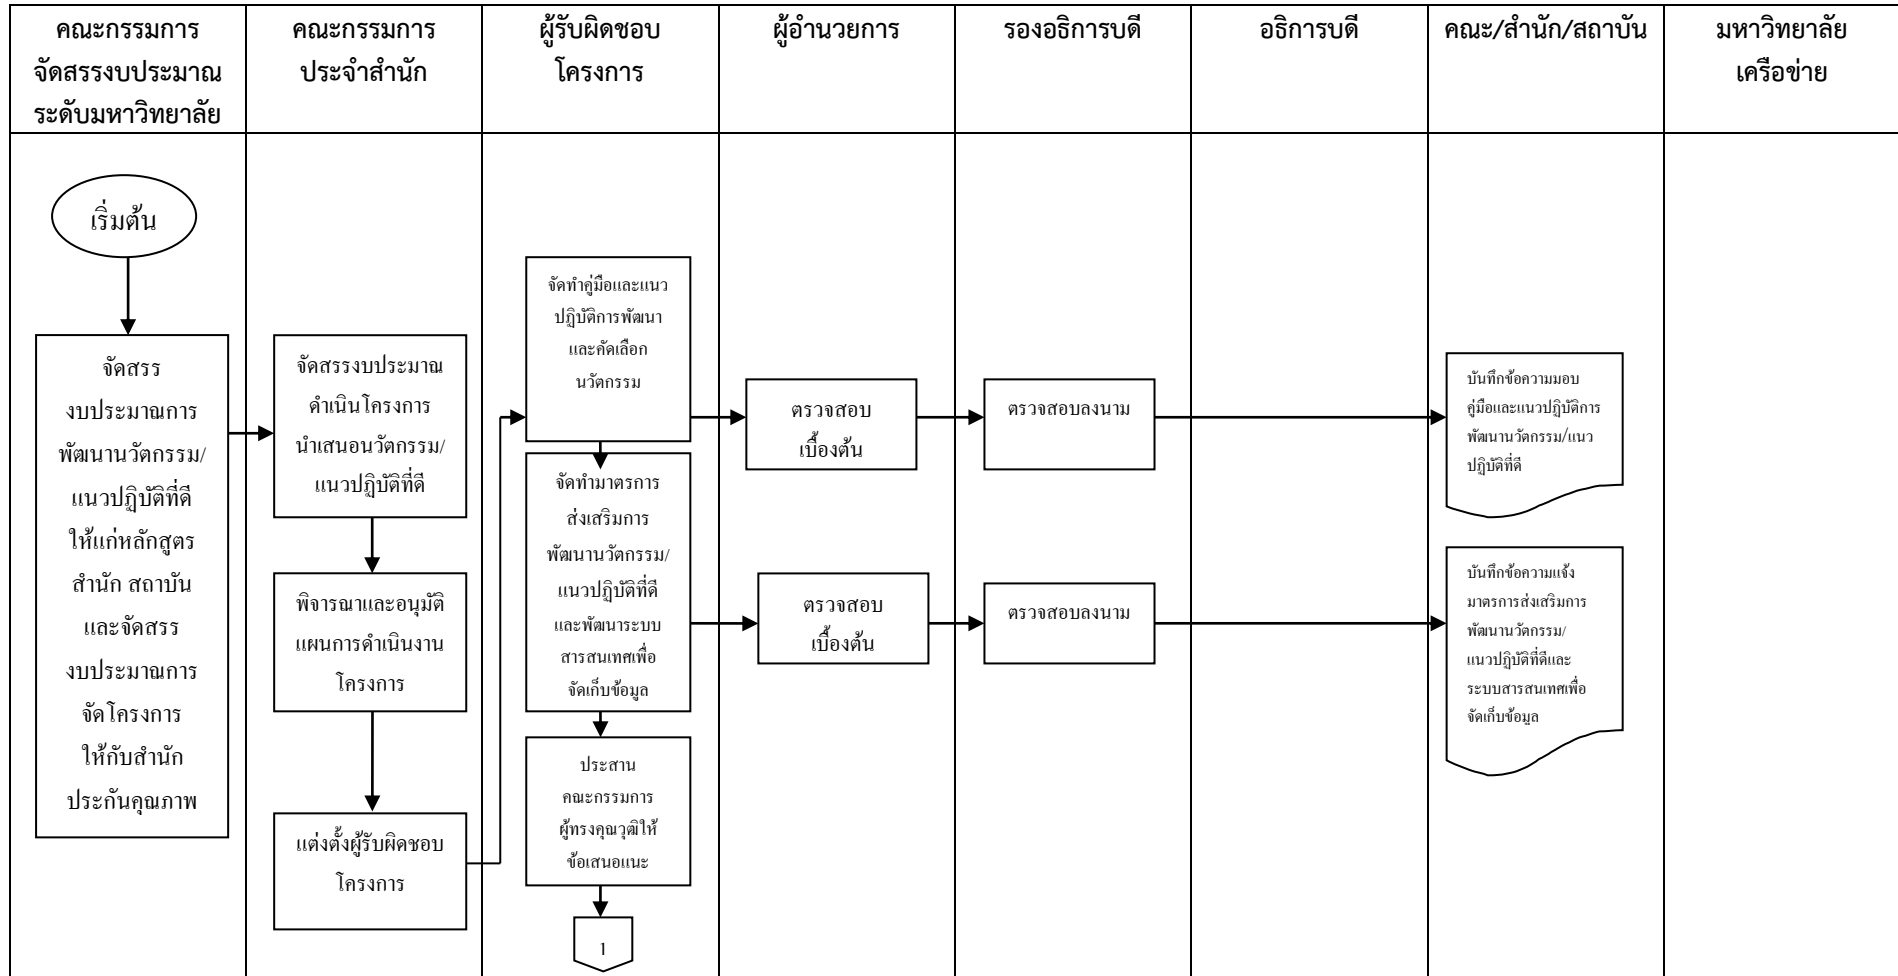 คณะกรรมการ
จัดสรรงบประมาณ
ระดับมหาวิทยาลัย
คณะกรรมการ
ประจำสำนัก
ผู้รับผิดชอบ
โครงการ
ผู้อำนวยการ
รองอธิการบดี
อธิการบดี
คณะ/สำนัก/สถาบัน
มหาวิทยาลัย
เครือข่าย
เริ่มต้น
จัดสรร
งบประมาณการ
พัฒนานวัตกรรม/
แนวปฏิบัติที่ดี
ให้แก่หลักสูตร
สำนัก สถาบัน
และจัดสรร
งบประมาณการ
จัดโครงการ
ให้กับสำนัก
ประกันคุณภาพ
จัดสรรงบประมาณ
ดำเนินโครงการ
นำเสนอนวัตกรรม/
แนวปฏิบัติที่ดี
พิจารณาและอนุมัติ
แผนการดำเนินงาน
โครงการ
แต่งตั้งผู้รับผิดชอบ
โครงการ
จัดทำคู่มือและแนว
ปฏิบัติการพัฒนา
และคัดเลือก
นวัตกรรม
จัดทำมาตรการ
ส่งเสริมการ
พัฒนานวัตกรรม/
แนวปฏิบัติที่ดี
และพัฒนาระบบ
สารสนเทศเพื่อ
จัดเก็บข้อมูล
ประสาน
คณะกรรมการ
ผู้ทรงคุณวุฒิให้
ข้อเสนอแนะ
1
ตรวจสอบ
เบื้องต้น
ตรวจสอบ
เบื้องต้น
ตรวจสอบลงนาม
ตรวจสอบลงนาม
บันทึกข้อความมอบ
คู่มือและแนวปฏิบัติการ
พัฒนานวัตกรรม/แนว
ปฏิบัติที่ดี
บันทึกข้อความแจ้ง
มาตรการส่งเสริมการ
พัฒนานวัตกรรม/
แนวปฏิบัติที่ดีและ
ระบบสารสนเทศเพื่อ
จัดเก็บข้อมูล